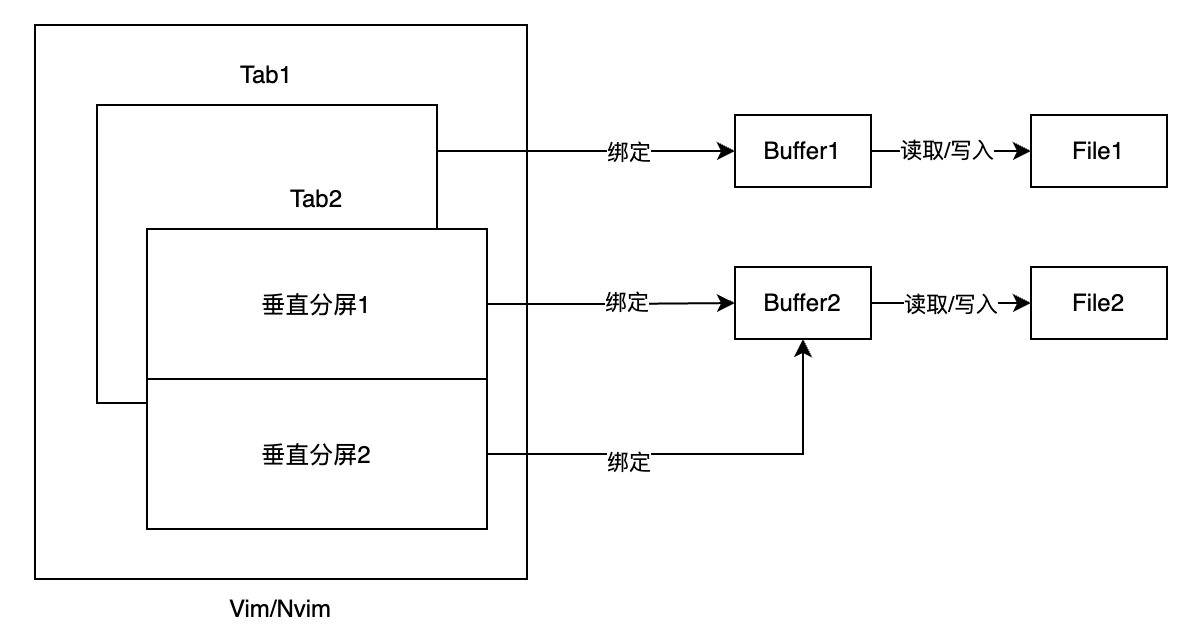 Tab1
绑定
Buffer1
读取/写入
File1
Tab2
垂直分屏1
绑定
Buffer2
读取/写入
File2
垂直分屏2
绑定
Vim/Nvim